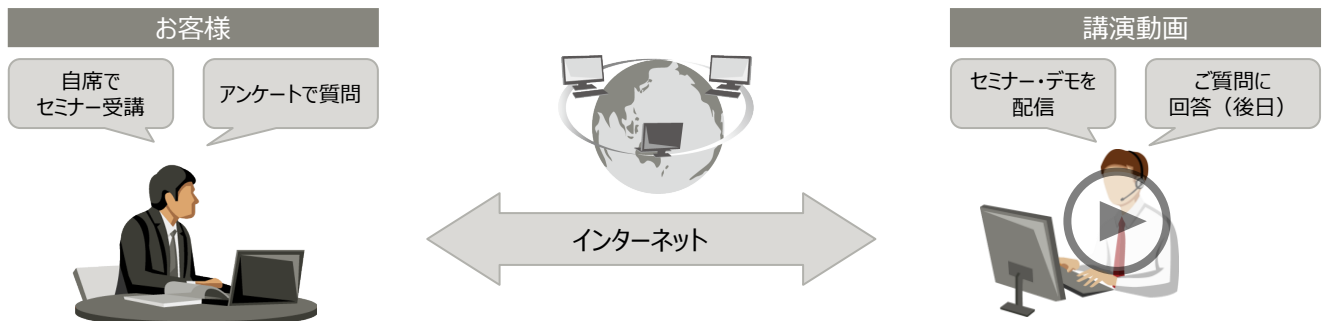 お客様
自席で
セミナー受講
アンケートで質問
インターネット
講演動画
セミナー・デモを
配信
ご質問に
回答（後日）